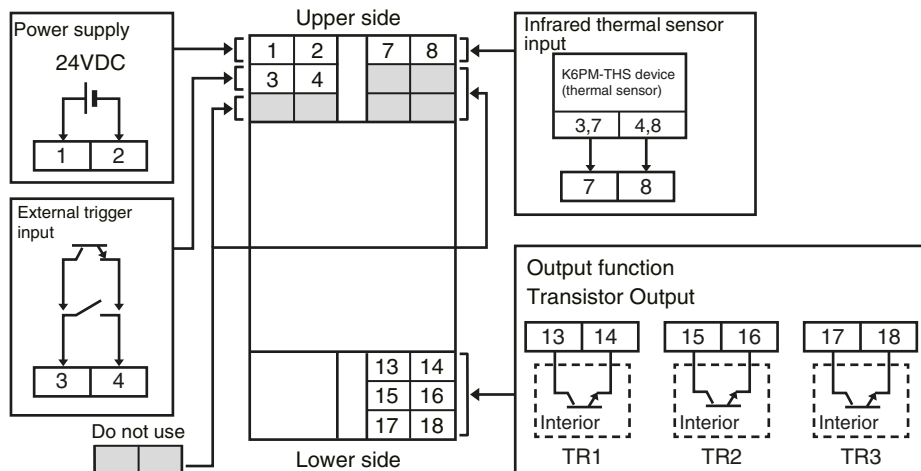 Power supply
24VDC
1 2
External trigger
input
3 4
Do not use
Upper side
1 2 7 8
3 4
13 14
15 16
17 18
Lower side
Infrared thermal sensor
input
K6PM-THS device
(thermal sensor)
3,7 4,8
7 8
Output function
Transistor Output
13 14 15 16 17 18
Interior Interior Interior
TR1 TR2 TR3